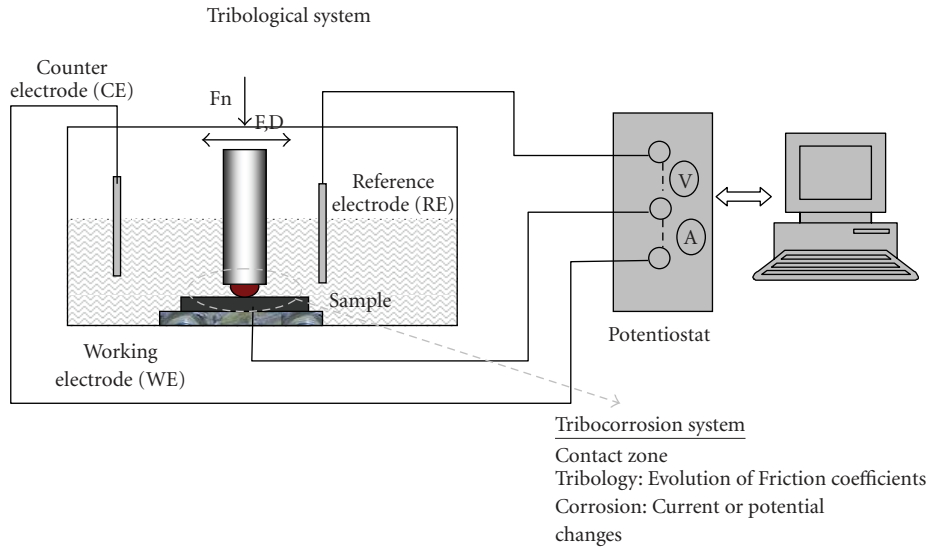 Tribological system
Counter
electrode (CE)
Fn
F,D
Reference
electrode (RE)
V
A
Sample
Potentiostat
Working
electrode (WE)
Tribocorrosion system
Contact zone
Tribology: Evolution of Friction coefficients
Corrosion: Current or potential
changes